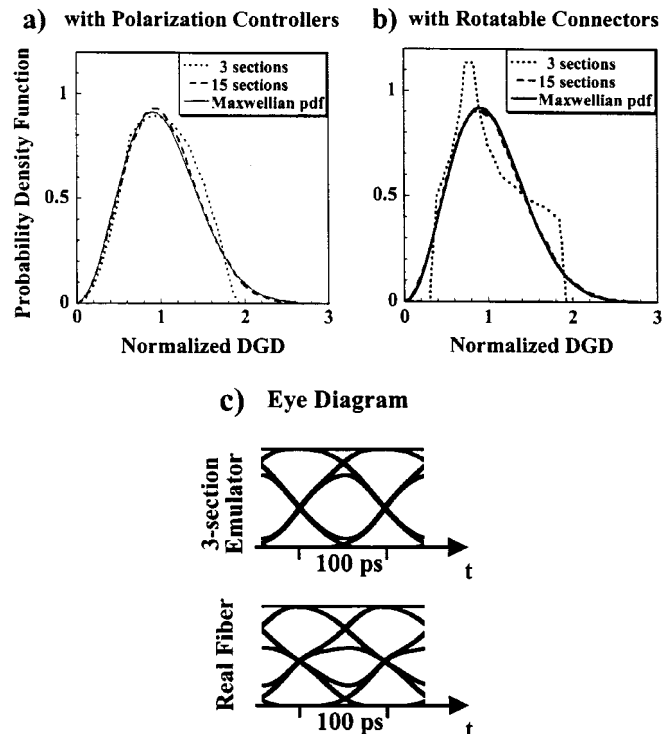 a) with Polarization Controllers
3 sections
15 sections
Maxwellian pdf
Probability Density Function
1
0.5
0
0 1 2 3
Normalized DGD
b) with Rotatable Connectors
3 sections
15 sections
Maxwellian pdf
1
0.5
0
0 1 2 3
Normalized DGD
c) Eye Diagram
3-section
Emulator
100 ps
t
Real Fiber
100 ps
t